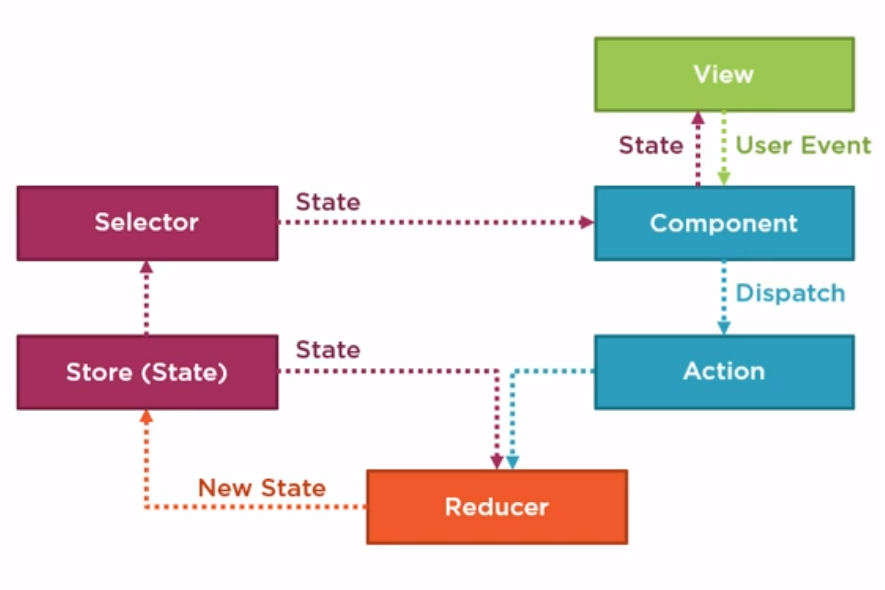 View
State
User Event
Selector
State
Component
Dispatch
Store (State)
State
Action
New State
Reducer